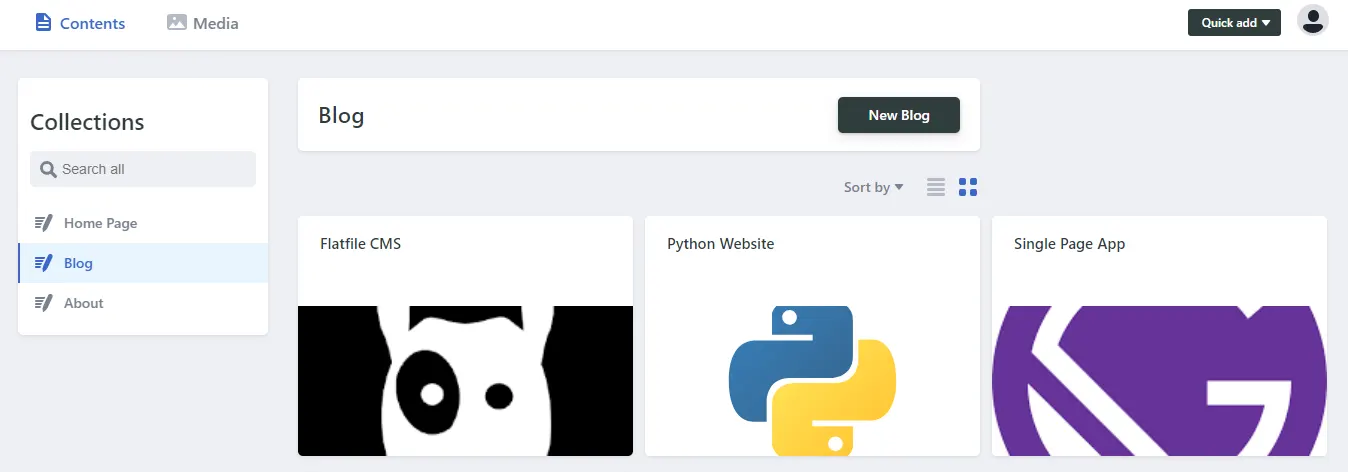 Contents
Media
Quick add
Collections
Search all
Home Page
Blog
About
Blog
New Blog
Sort by
Flatfile CMS
Python Website
Single Page App